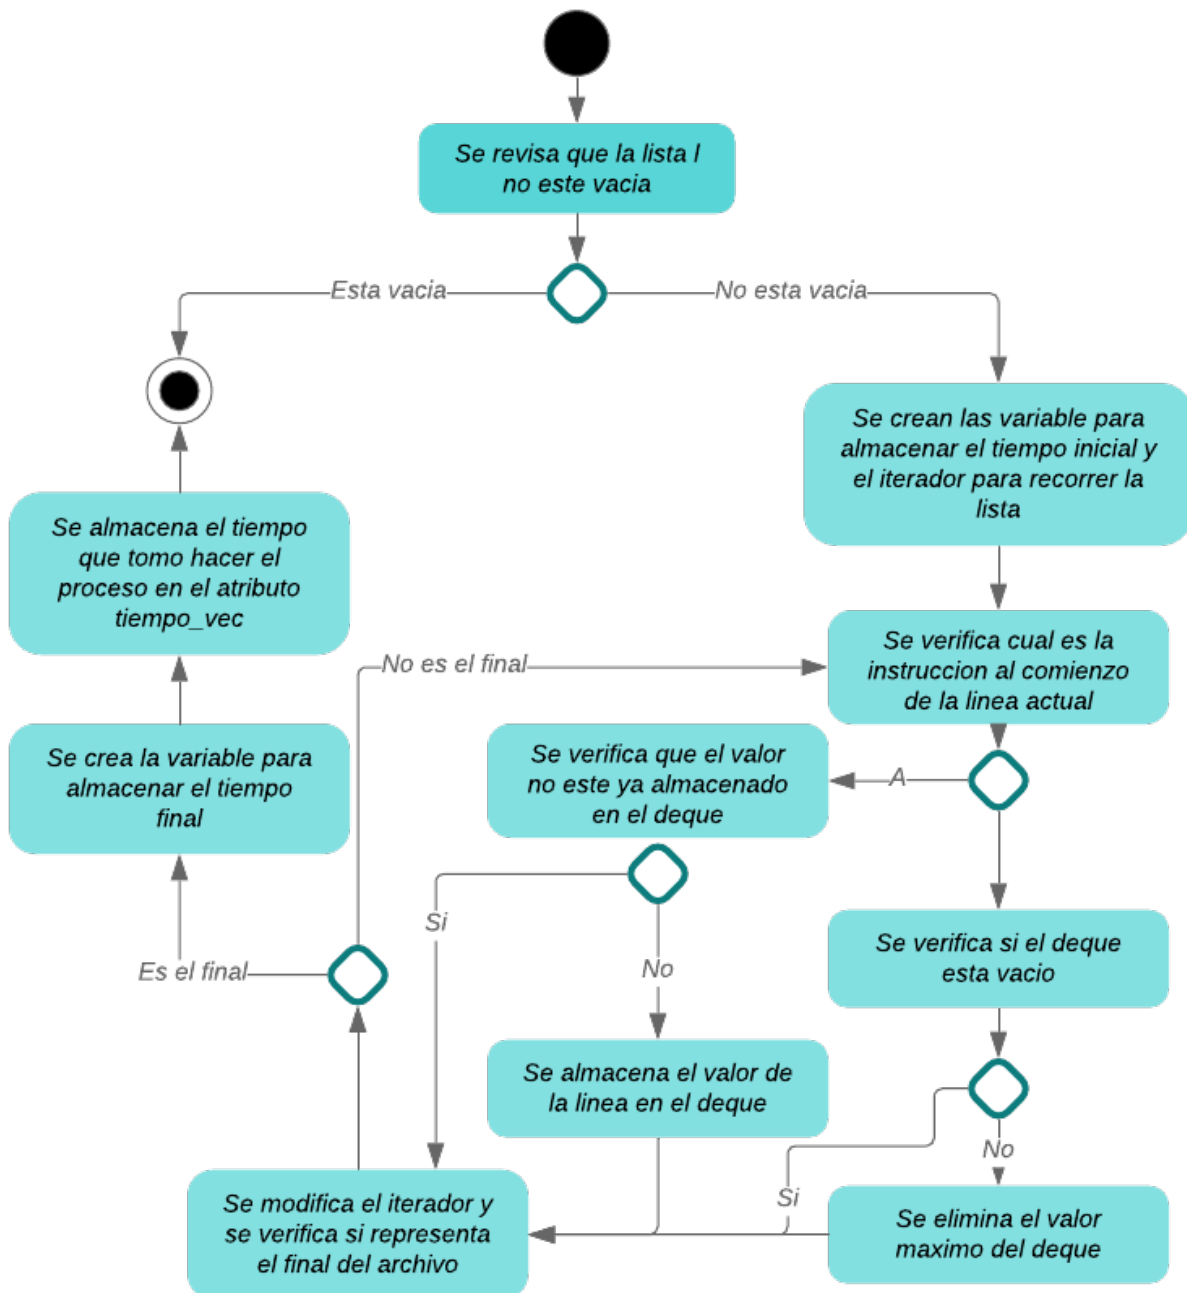 Se revisa que la lista l
no este vacia
Esta vacia
No esta vacia
Se crean las variable para
almacenar el tiempo inicial y
el iterador para recorrer la
lista
Se almacena el tiempo
que tomo hacer el
proceso en el atributo
tiempo_vec
Se verifica cual es la
instruccion al comienzo
de la linea actual
No es el final
Se crea la variable para
almacenar el tiempo
final
Se verifica que el valor
no este ya almacenado
en el deque
A
Si
No
Se verifica si el deque
esta vacio
Es el final
Se almacena el valor de
la linea en el deque
No
Si
Se modifica el iterador y
se verifica si representa
el final del archivo
Se elimina el valor
maximo del deque